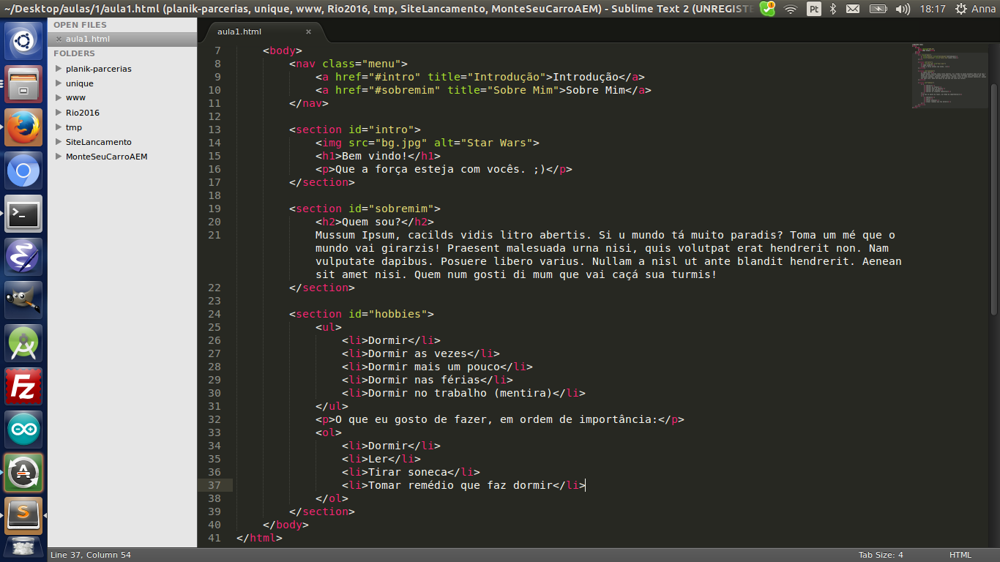 ~/Desktop/aulas/1/aula1.html (planik-parcerias, unique, www, Rio2016, tmp, SiteLancamento, MonteSeuCarroAEM) - Sublime Text 2 (UNREGISTE
Pt
18:17
Anna
OPEN FILES
aula1.html
FOLDERS
planik-parcerias
unique
www
Rio2016
tmp
SiteLancamento
MonteSeuCarroAEM
aula1.html
7 <body>
8 <nav class="menu">
9 <a href="#intro" title="Introdução">Introdução</a>
10 <a href="#sobremim" title="Sobre Mim">Sobre Mim</a>
11 </nav>
12
13 <section id="intro">
14 <img src="bg.jpg" alt="Star Wars">
15 <h1>Bem vindo!</h1>
16 <p>Que a força esteja com vocês. ;)</p>
17 </section>
18
19 <section id="sobremim">
20 <h2>Quem sou?</h2>
21 Mussum Ipsum, cacilds vidis litro abertis. Si u mundo tá muito paradis? Toma um mé que o
mundo vai girarzis! Praesent malesuada urna nisi, quis volutpat erat hendrerit non. Nam
vulputate dapibus. Posuere libero varius. Nullam a nisl ut ante blandit hendrerit. Aenean
sit amet nisi. Quem num gosti di mum que vai caçá sua turmis!
22 </section>
23
24 <section id="hobbies">
25 <ul>
26 <li>Dormir</li>
27 <li>Dormir as vezes</li>
28 <li>Dormir mais um pouco</li>
29 <li>Dormir nas férias</li>
30 <li>Dormir no trabalho (mentira)</li>
31 </ul>
32 <p>O que eu gosto de fazer, em ordem de importância:</p>
33 <ol>
34 <li>Dormir</li>
35 <li>Ler</li>
36 <li>Tirar soneca</li>
37 <li>Tomar remédio que faz dormir</li>
38 </ol>
39 </section>
40 </body>
41 </html>
Line 37, Column 54
Tab Size: 4
HTML